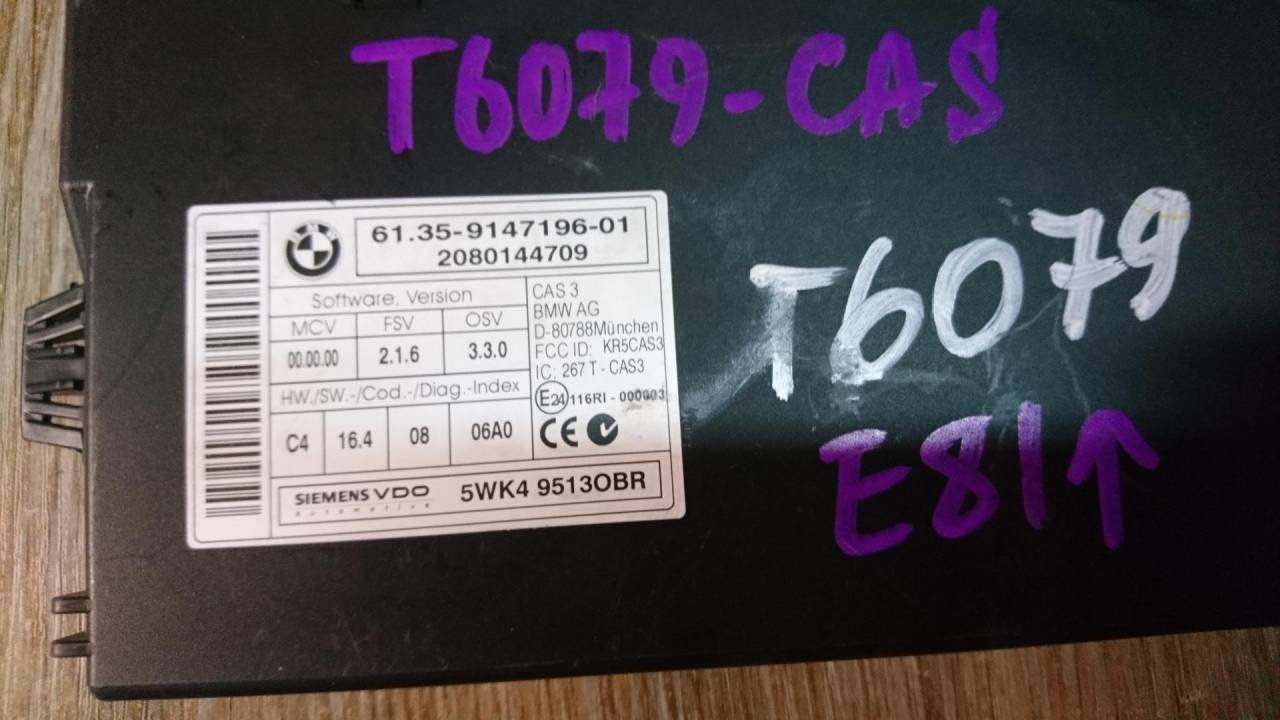 T6079-CAS
BMW
61.35-9147196-01
2080144709
Software. Version
MCV FSV OSV
00.00.00 2.1.6 3.3.0
HW./SW.-/Cod.-/Diag.-Index
C4 16.4 08 06A0
CAS 3
BMW AG
D-80788München
FCC ID: KR5CAS3
IC: 267 T - CAS3
E24 116RI - 000003
CE
SIEMENS VDO
Automotive
5WK4 9513OBR
T6079
E81↑